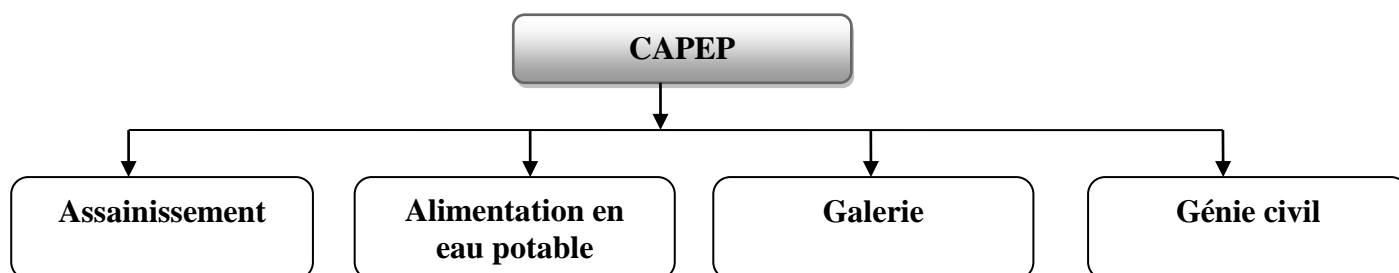 CAPEP
Assainissement
Alimentation en
eau potable
Galerie
Génie civil